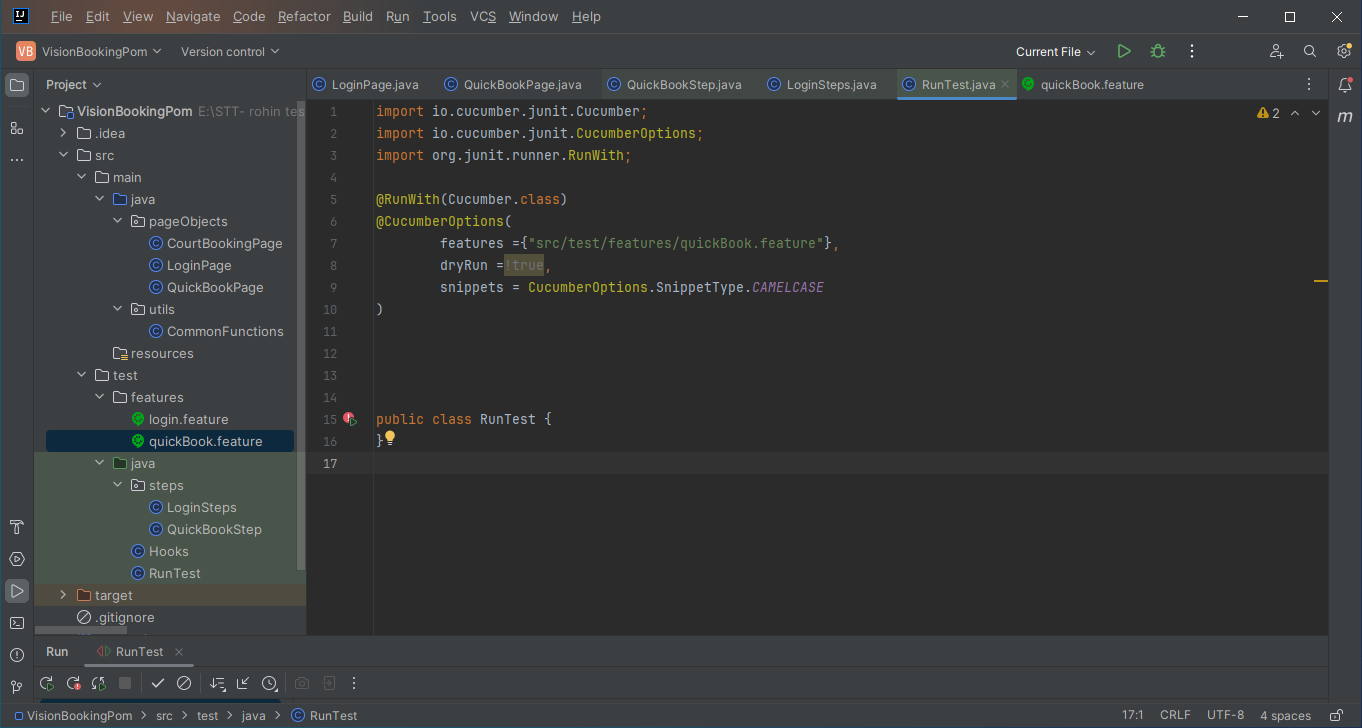 File Edit View Navigate Code Refactor Build Run Tools VCS Window Help
VB VisionBookingPom Version control Current File
Project
LoginPage.java QuickBookPage.java QuickBookStep.java LoginSteps.java RunTest.java quickBook.feature
VisionBookingPom E:\STT- rohin tes
.idea
src
main
java
pageObjects
CourtBookingPage
LoginPage
QuickBookPage
utils
CommonFunctions
resources
test
features
login.feature
quickBook.feature
java
steps
LoginSteps
QuickBookStep
Hooks
RunTest
target
.gitignore
1 import io.cucumber.junit.Cucumber;
2 import io.cucumber.junit.CucumberOptions;
3 import org.junit.runner.RunWith;
4
5 @RunWith(Cucumber.class)
6 @CucumberOptions(
7 features ={"src/test/features/quickBook.feature"},
8 dryRun =!true,
9 snippets = CucumberOptions.SnippetType.CAMELCASE
10 )
11
12
13
14
15 public class RunTest {
16 }
17
2
m
Run RunTest
VisionBookingPom > src > test > java > RunTest 17:1 CRLF UTF-8 4 spaces